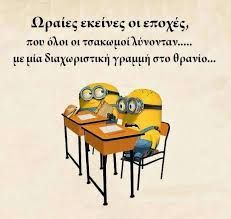 Ωραίες εκείνες οι εποχές,
που όλοι οι τσακωμοί λύνονταν.....
με μία διαχωριστική γραμμή στο θρανίο...